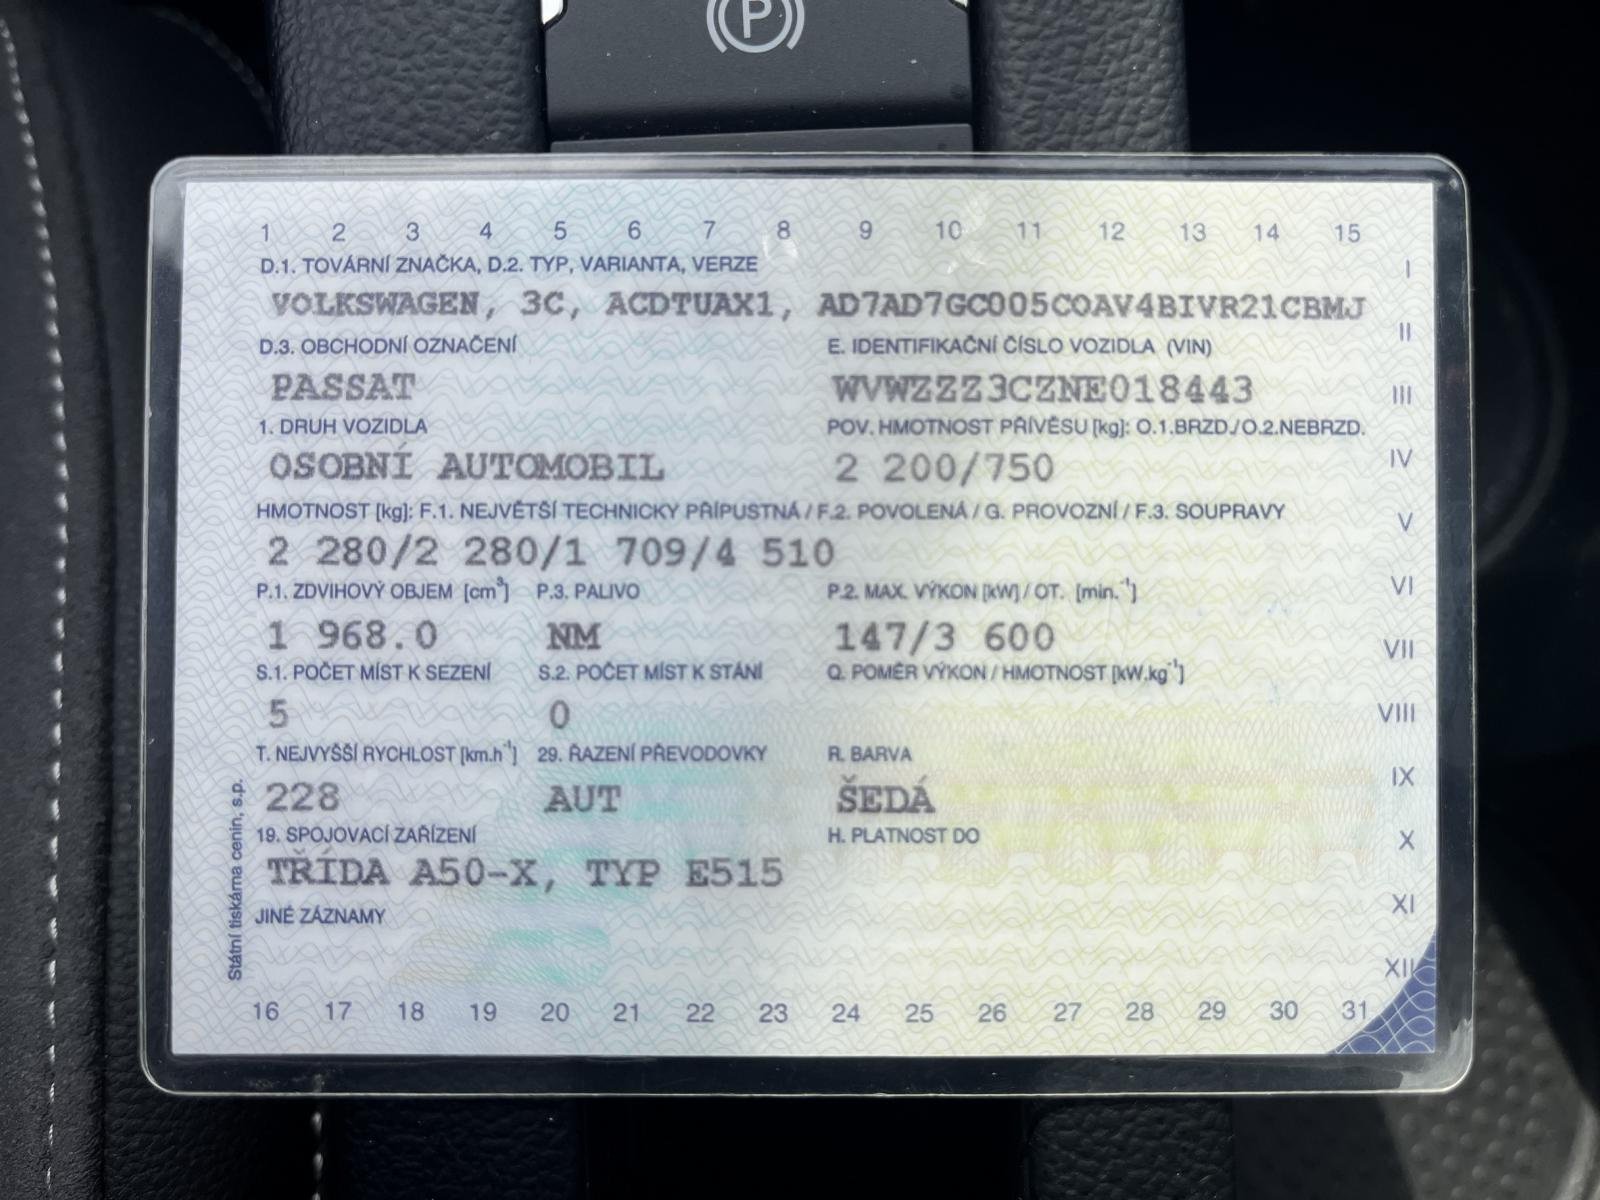 P
1 2 3 4 5 6 7 8 9 10 11 12 13 14 15
D.1. TOVÁRNÍ ZNAČKA, D.2. TYP, VARIANTA, VERZE
I
VOLKSWAGEN, 3C, ACDTUAX1, AD7AD7GC005COAV4BIVR21CBMJ
II
D.3. OBCHODNÍ OZNAČENÍ E. IDENTIFIKAČNÍ ČÍSLO VOZIDLA (VIN)
PASSAT WVWZZZ3CZNE018443
III
1. DRUH VOZIDLA POV. HMOTNOST PŘÍVĚSU [kg]: O.1.BRZD./O.2.NEBRZD.
OSOBNÍ AUTOMOBIL 2 200/750
IV
HMOTNOST [kg]: F.1. NEJVĚTŠÍ TECHNICKY PŘÍPUSTNÁ / F.2. POVOLENÁ / G. PROVOZNÍ / F.3. SOUPRAVY
V
2 280/2 280/1 709/4 510
P.1. ZDVIHOVÝ OBJEM [cm³] P.3. PALIVO P.2. MAX. VÝKON [kW] / OT. [min.⁻¹]
VI
1 968.0 NM 147/3 600
VII
S.1. POČET MÍST K SEZENÍ S.2. POČET MÍST K STÁNÍ Q. POMĚR VÝKON / HMOTNOST [kW.kg⁻¹]
5 0
VIII
T. NEJVYŠŠÍ RYCHLOST [km.h⁻¹] 29. ŘAZENÍ PŘEVODOVKY R. BARVA
IX
228 AUT ŠEDÁ
19. SPOJOVACÍ ZAŘÍZENÍ H. PLATNOST DO
X
TŘÍDA A50-X, TYP E515
XI
JINÉ ZÁZNAMY
XII
16 17 18 19 20 21 22 23 24 25 26 27 28 29 30 31
Státní tiskárna cenin, s.p.